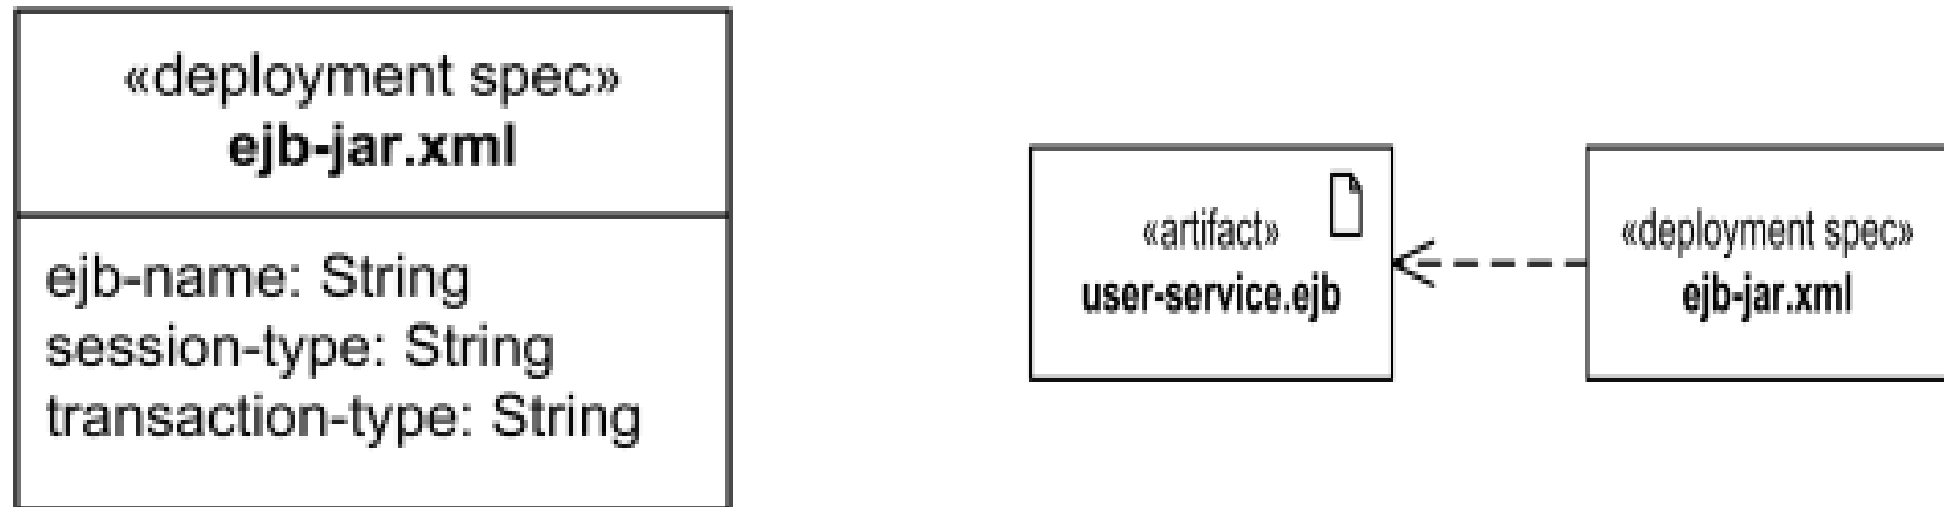 «deployment spec»
ejb-jar.xml
ejb-name: String
session-type: String
transaction-type: String
«artifact»
user-service.ejb
«deployment spec»
ejb-jar.xml